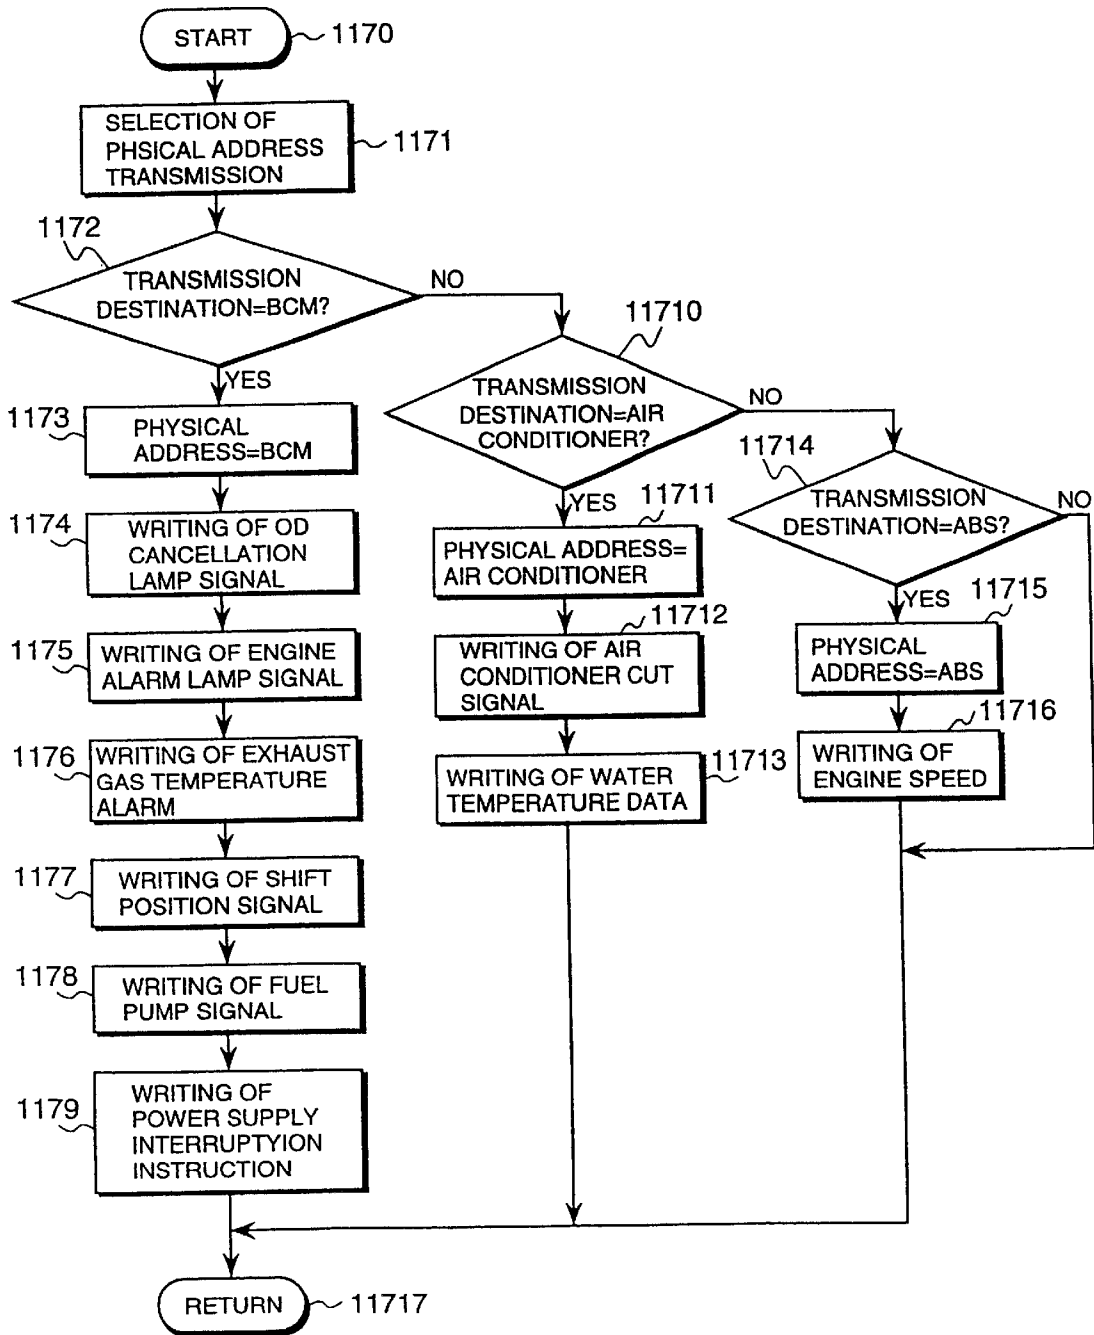 START
1170
SELECTION OF
PHSICAL ADDRESS
TRANSMISSION
1171
1172
TRANSMISSION
DESTINATION=BCM?
NO
YES
1173
PHYSICAL
ADDRESS=BCM
1174
WRITING OF OD
CANCELLATION
LAMP SIGNAL
1175
WRITING OF ENGINE
ALARM LAMP SIGNAL
1176
WRITING OF EXHAUST
GAS TEMPERATURE
ALARM
1177
WRITING OF SHIFT
POSITION SIGNAL
1178
WRITING OF FUEL
PUMP SIGNAL
1179
WRITING OF
POWER SUPPLY
INTERRUPTYION
INSTRUCTION
11710
TRANSMISSION
DESTINATION=AIR
CONDITIONER?
NO
YES
11711
PHYSICAL ADDRESS=
AIR CONDITIONER
11712
WRITING OF AIR
CONDITIONER CUT
SIGNAL
11713
WRITING OF WATER
TEMPERATURE DATA
11714
TRANSMISSION
DESTINATION=ABS?
NO
YES
11715
PHYSICAL
ADDRESS=ABS
11716
WRITING OF
ENGINE SPEED
RETURN
11717